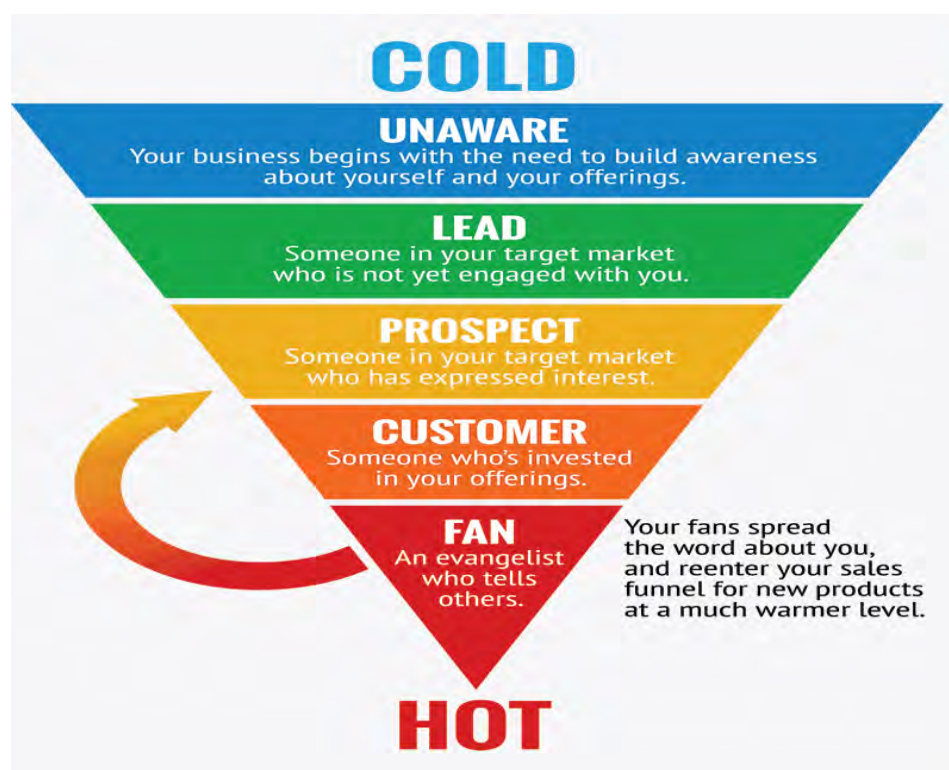 COLD
UNAWARE
Your business begins with the need to build awareness
about yourself and your offerings.
LEAD
Someone in your target market
who is not yet engaged with you.
PROSPECT
Someone in your target market
who has expressed interest.
CUSTOMER
Someone who's invested
in your offerings.
FAN
An evangelist
who tells
others.
Your fans spread
the word about you,
and reenter your sales
funnel for new products
at a much warmer level.
HOT